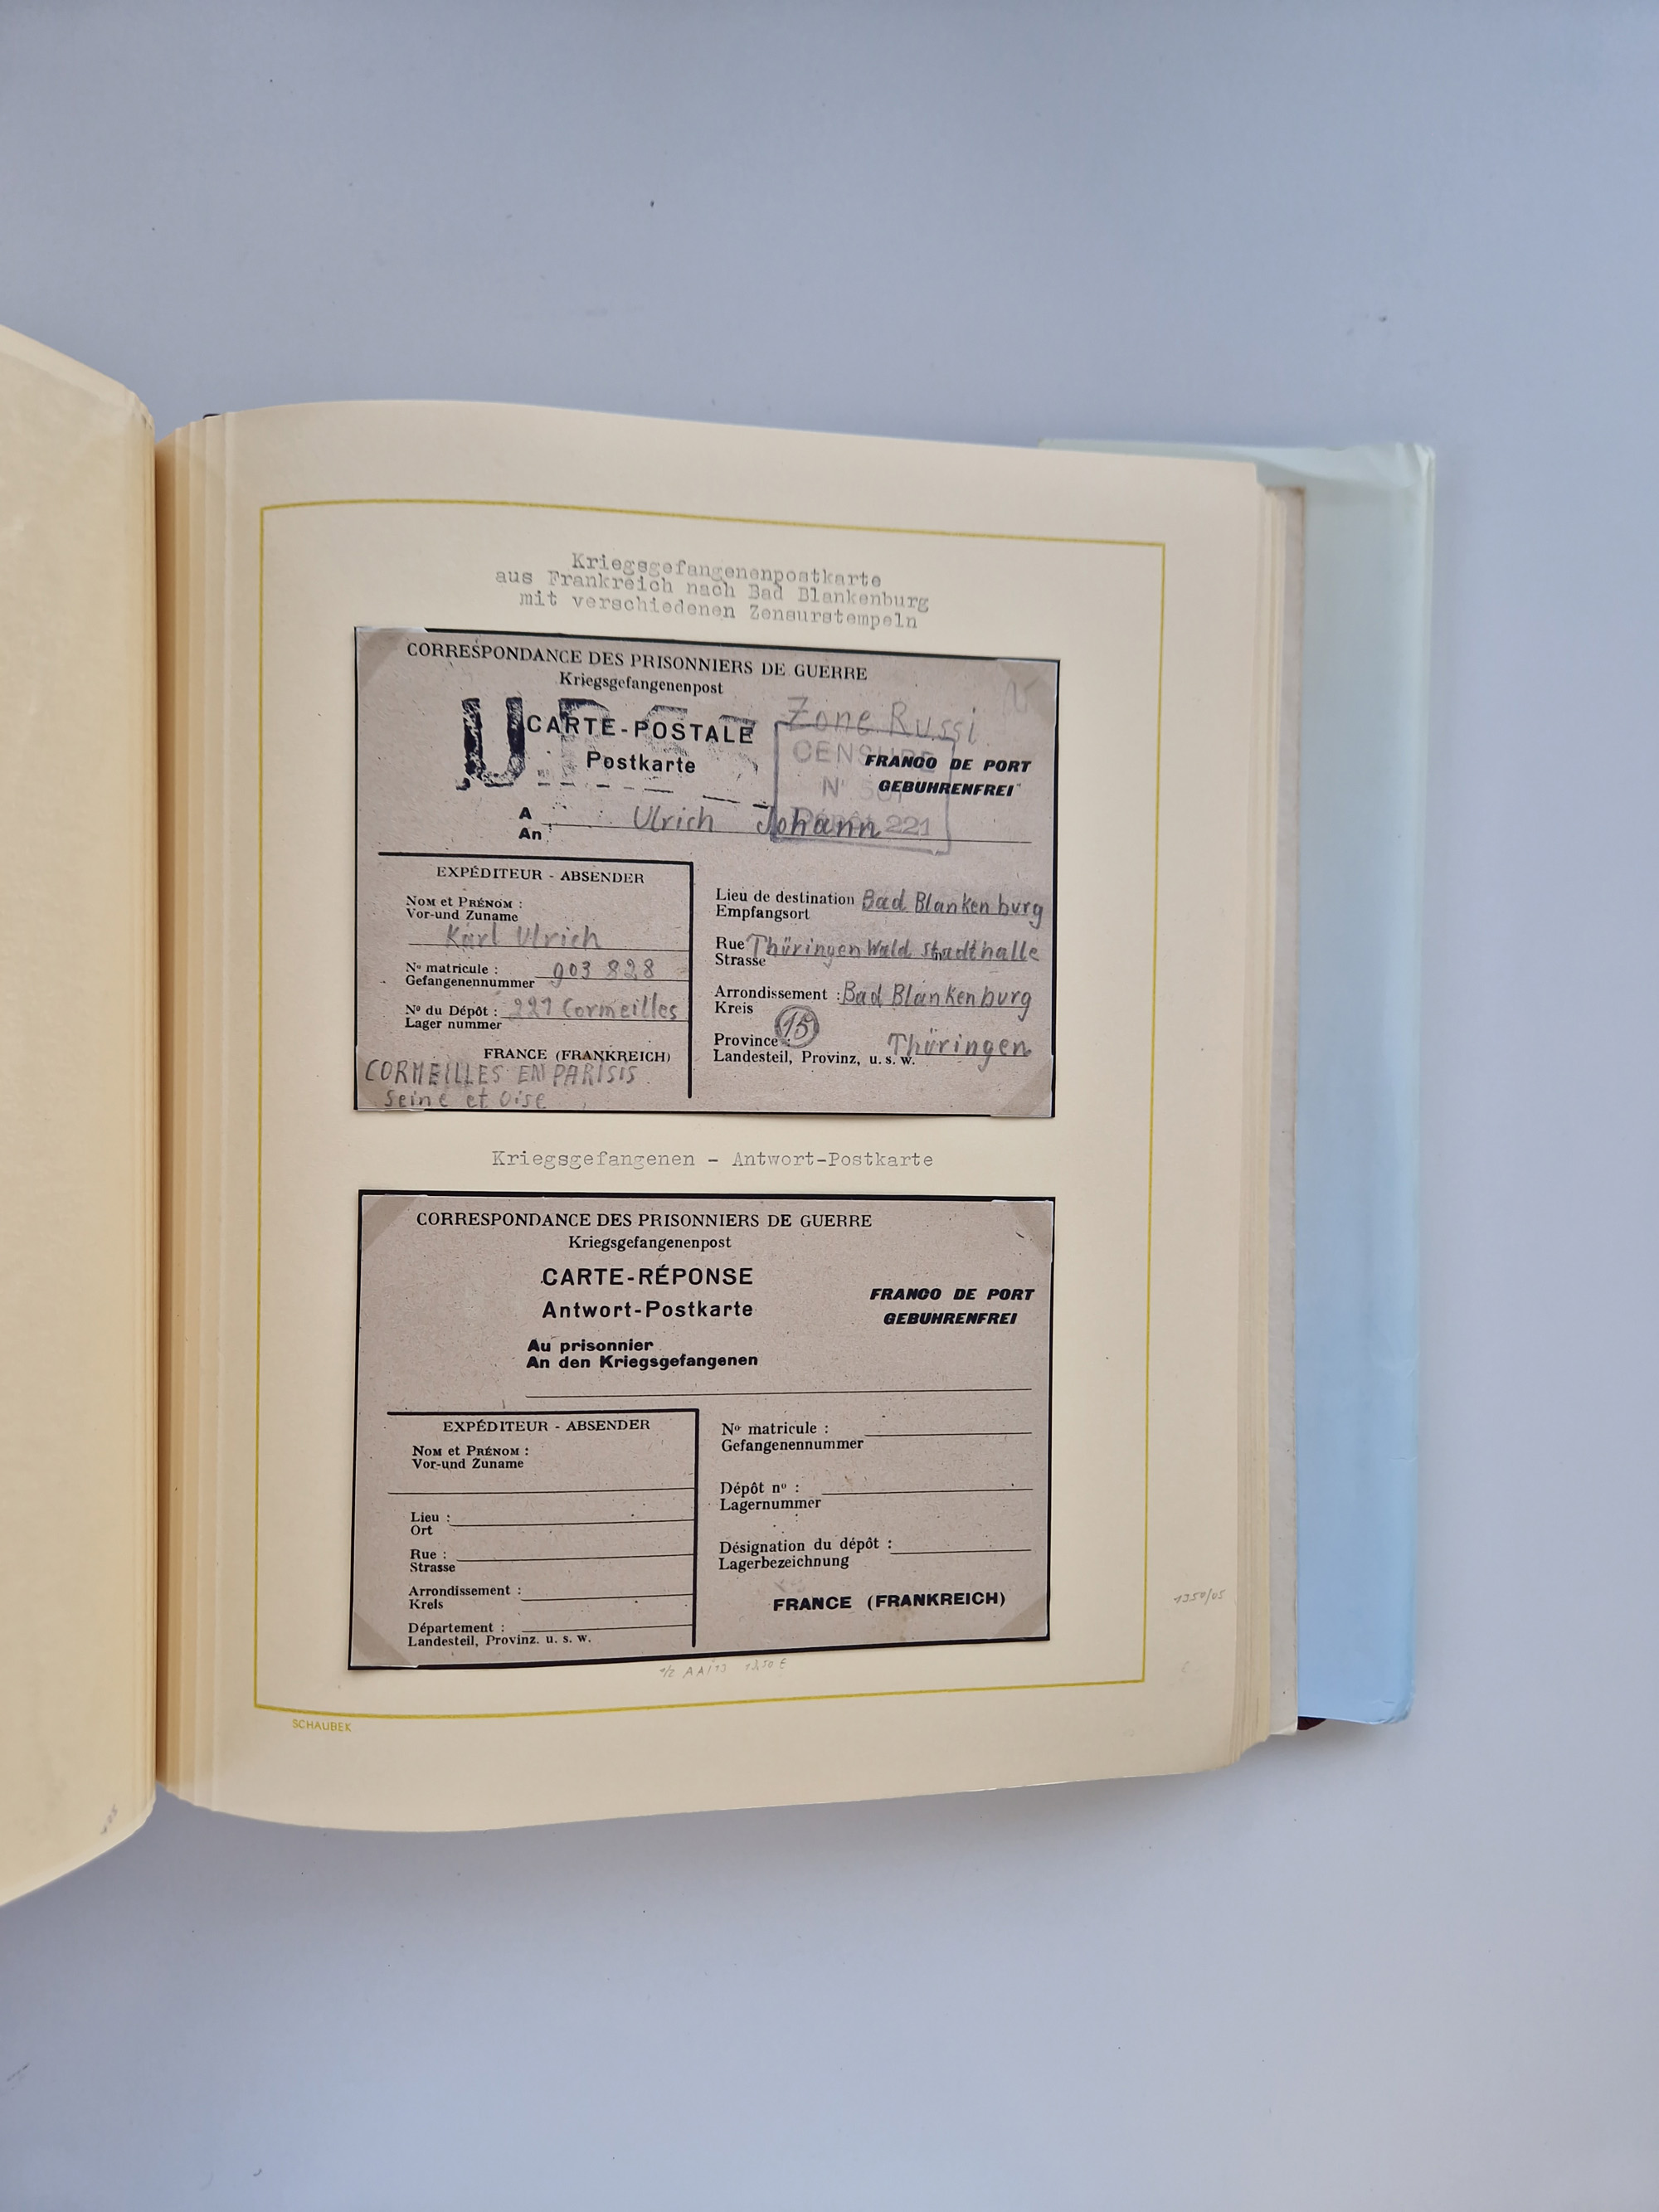 Kriegsgefangenenpostkarte
aus Frankreich nach Bad Blankenburg
mit verschiedenen Zensurstempeln
CORRESPONDANCE DES PRISONNIERS DE GUERRE
Kriegsgefangenenpost
CARTE-POSTALE
Postkarte
Zone Russi
CENSURE
N°
221
FRANCO DE PORT
GEBUHRENFREI
A
An
Ulrich Johann
EXPÉDITEUR - ABSENDER
Nom et Prénom :
Vor-und Zuname
Karl Ulrich
No matricule :
Gefangenennummer
903 828
No du Dépôt :
Lager nummer
221 Cormeilles
FRANCE (FRANKREICH)
CORMEILLES EN PARISIS
Seine et Oise
Lieu de destination
Empfangsort
Bad Blankenburg
Rue
Strasse
Thüringen Wald Stadthalle
Arrondissement :
Kreis
Bad Blankenburg
15
Province :
Landesteil, Provinz, u. s. w.
Thüringen
Kriegsgefangenen - Antwort-Postkarte
CORRESPONDANCE DES PRISONNIERS DE GUERRE
Kriegsgefangenenpost
CARTE-RÉPONSE
Antwort-Postkarte
FRANCO DE PORT
GEBUHRENFREI
Au prisonnier
An den Kriegsgefangenen
EXPÉDITEUR - ABSENDER
Nom et Prénom :
Vor-und Zuname
Lieu :
Ort
Rue :
Strasse
Arrondissement :
Kreis
Département :
Landesteil, Provinz. u. s. w.
No matricule :
Gefangenennummer
Dépôt no :
Lagernummer
Désignation du dépôt :
Lagerbezeichnung
FRANCE (FRANKREICH)
SCHAUBEK